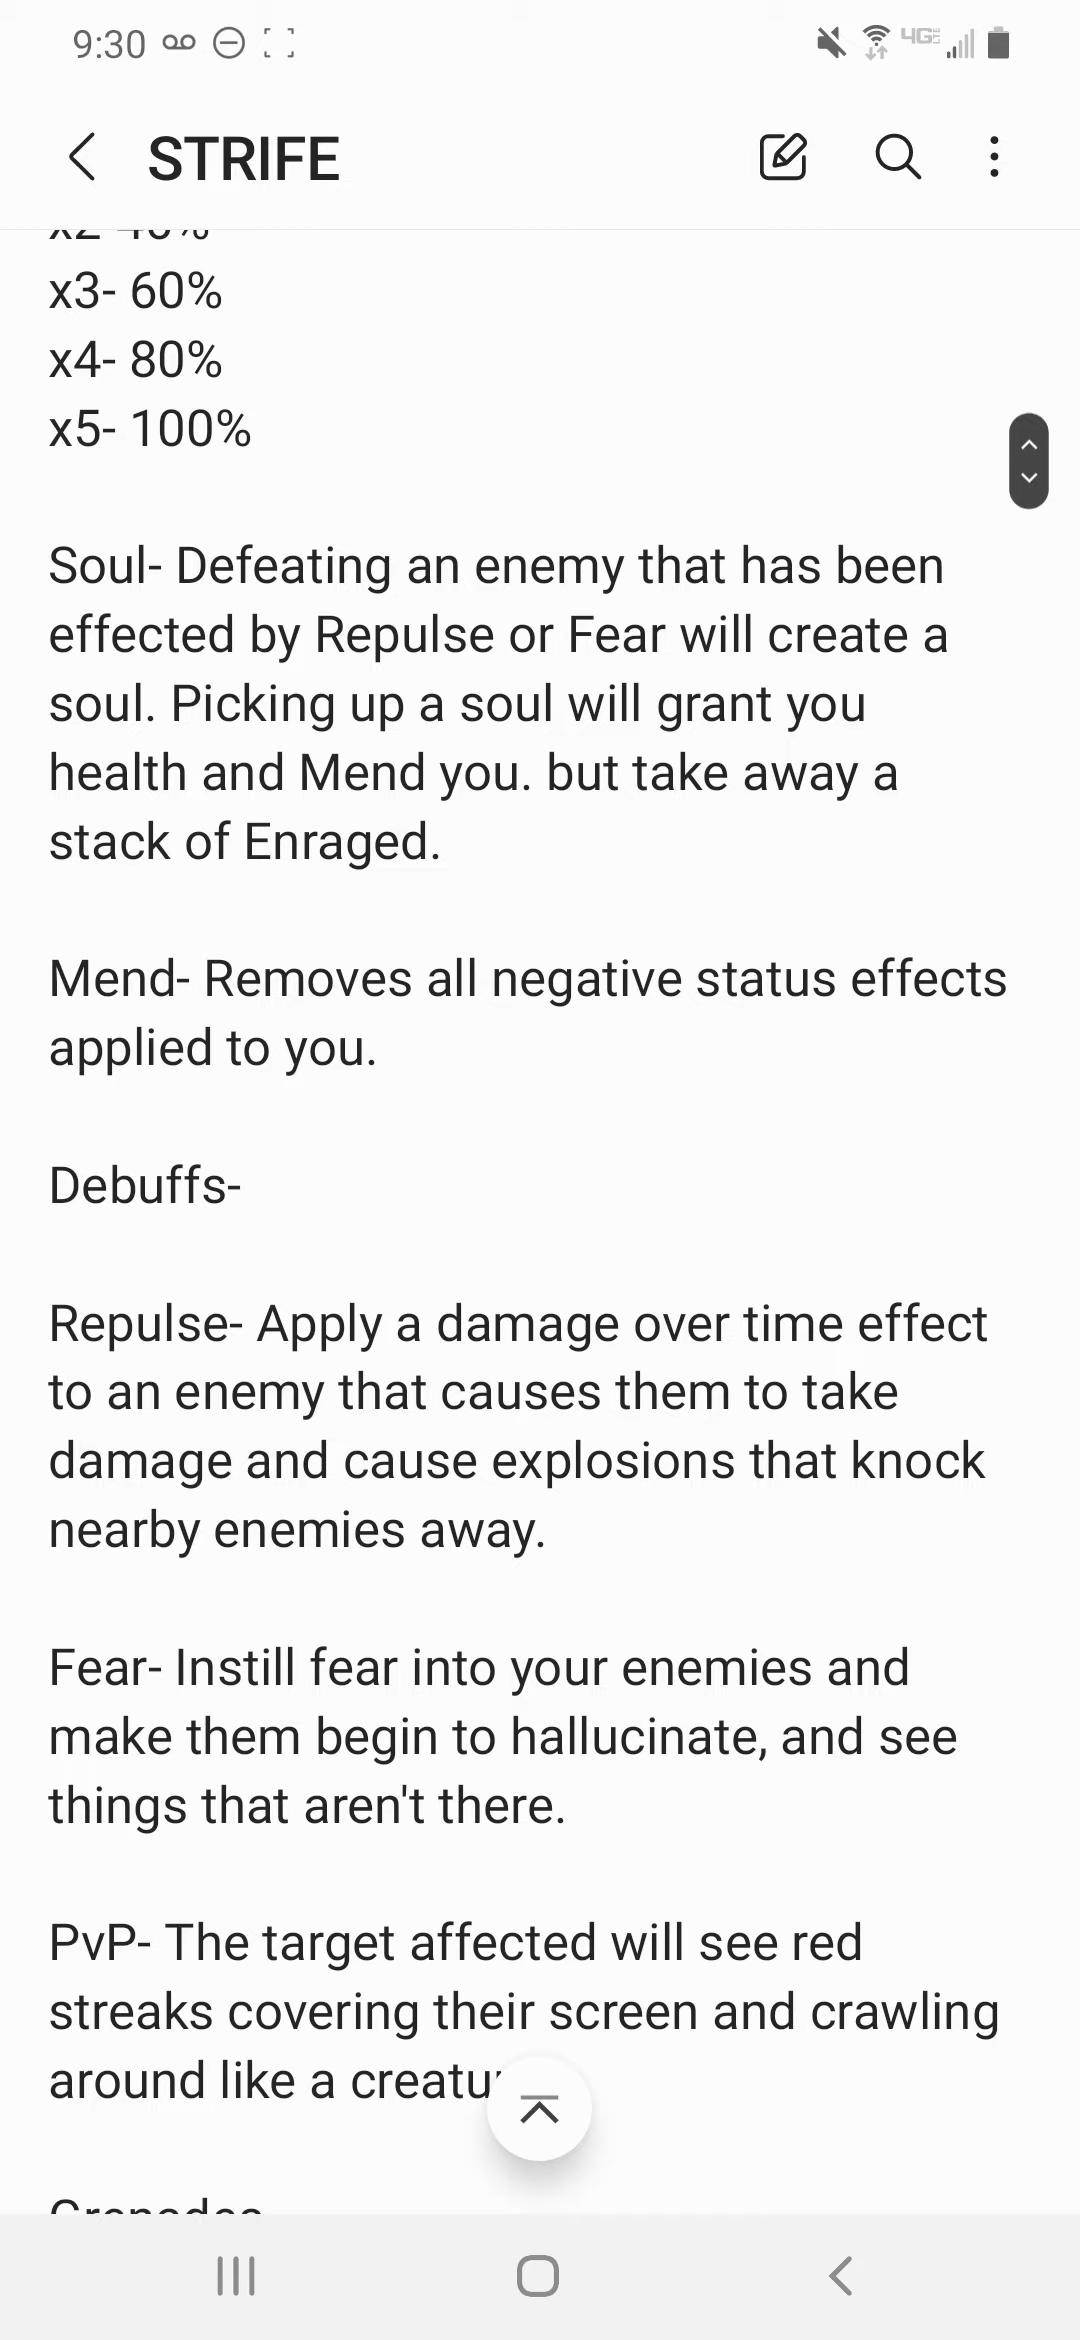 9:30
4GE
STRIFE
x2-40%
x3- 60%
x4- 80%
x5- 100%
Soul- Defeating an enemy that has been
effected by Repulse or Fear will create a
soul. Picking up a soul will grant you
health and Mend you. but take away a
stack of Enraged.
Mend- Removes all negative status effects
applied to you.
Debuffs-
Repulse- Apply a damage over time effect
to an enemy that causes them to take
damage and cause explosions that knock
nearby enemies away.
Fear- Instill fear into your enemies and
make them begin to hallucinate, and see
things that aren't there.
PvP- The target affected will see red
streaks covering their screen and crawling
around like a
Grenades